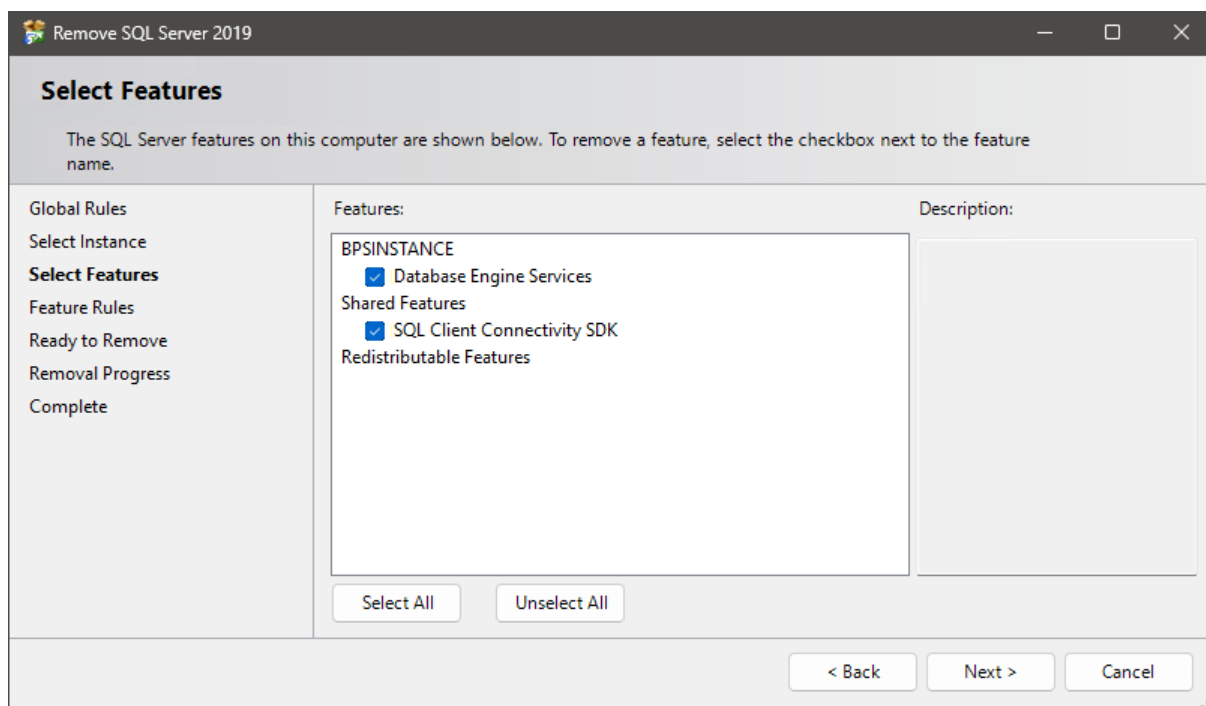 Remove SQL Server 2019
Select Features
The SQL Server features on this computer are shown below. To remove a feature, select the checkbox next to the feature
name.
Global Rules
Select Instance
Select Features
Feature Rules
Ready to Remove
Removal Progress
Complete
Features:
BPSINSTANCE
Database Engine Services
Shared Features
SQL Client Connectivity SDK
Redistributable Features
Select All
Unselect All
Description:
< Back
Next >
Cancel